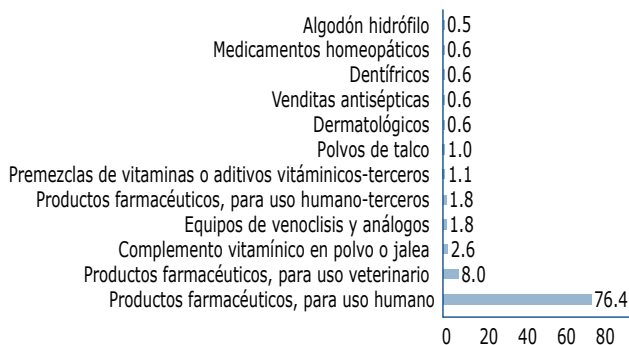 Algodón hidrófilo 0.5
Medicamentos homeopáticos 0.6
Dentífricos 0.6
Venditas antisépticas 0.6
Dermatológicos 0.6
Polvos de talco 1.0
Premezclas de vitaminas o aditivos vitáminicos-terceros 1.1
Productos farmacéuticos, para uso humano-terceros 1.8
Equipos de venoclisis y análogos 1.8
Complemento vitamínico en polvo o jalea 2.6
Productos farmacéuticos, para uso veterinario 8.0
Productos farmacéuticos, para uso humano 76.4
0 20 40 60 80